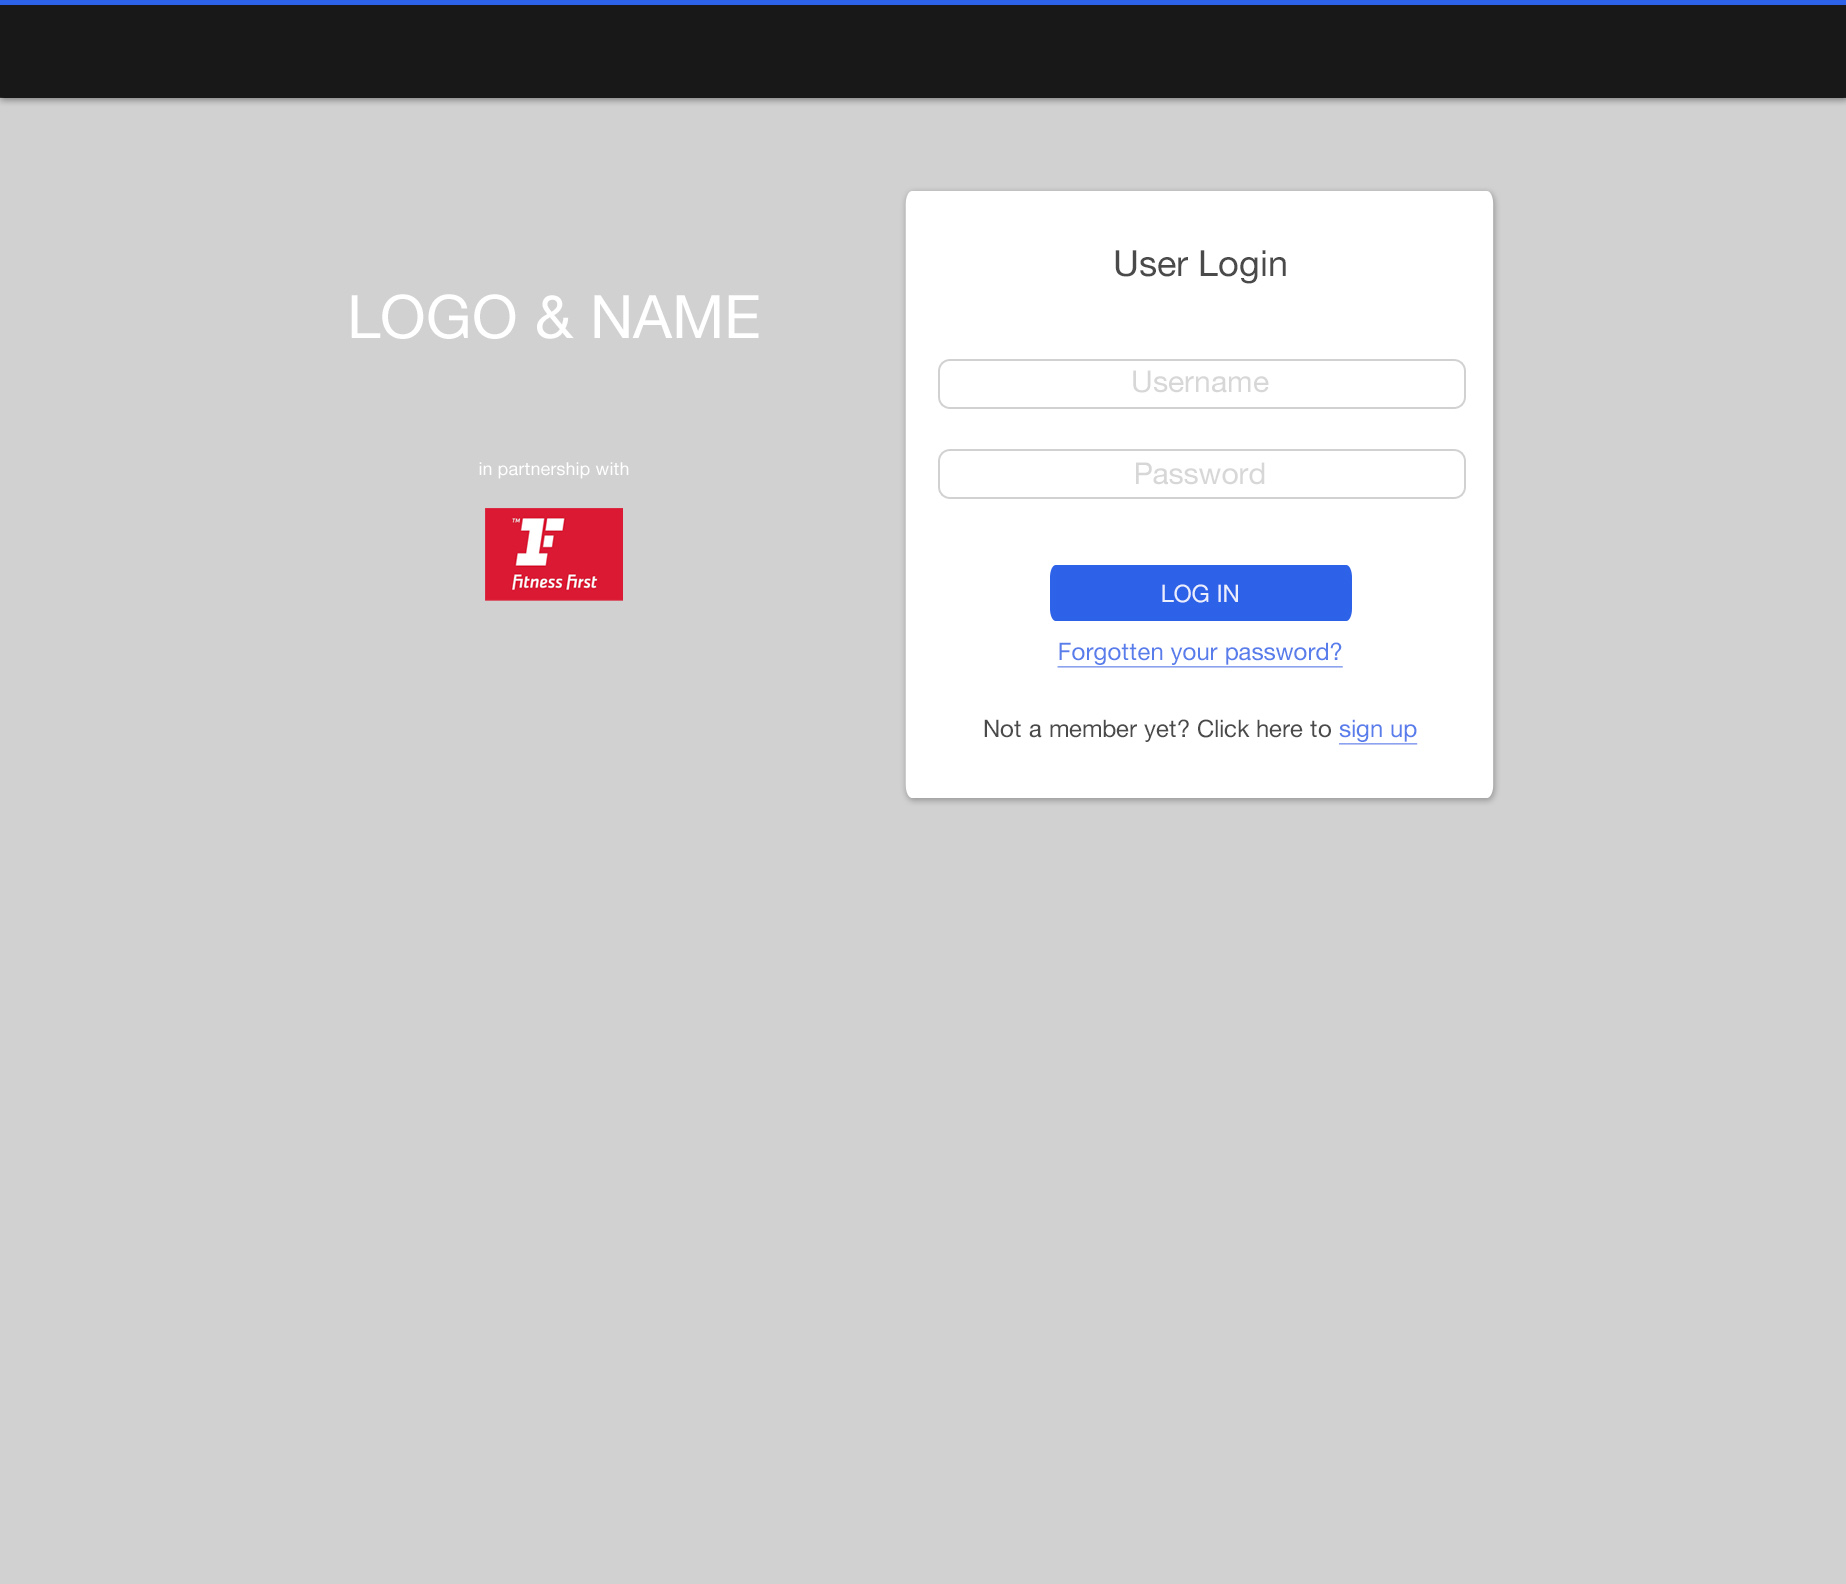 LOGO & NAME
in partnership with
™
Fitness First
User Login
Username
Password
LOG IN
Forgotten your password?
Not a member yet? Click here to sign up